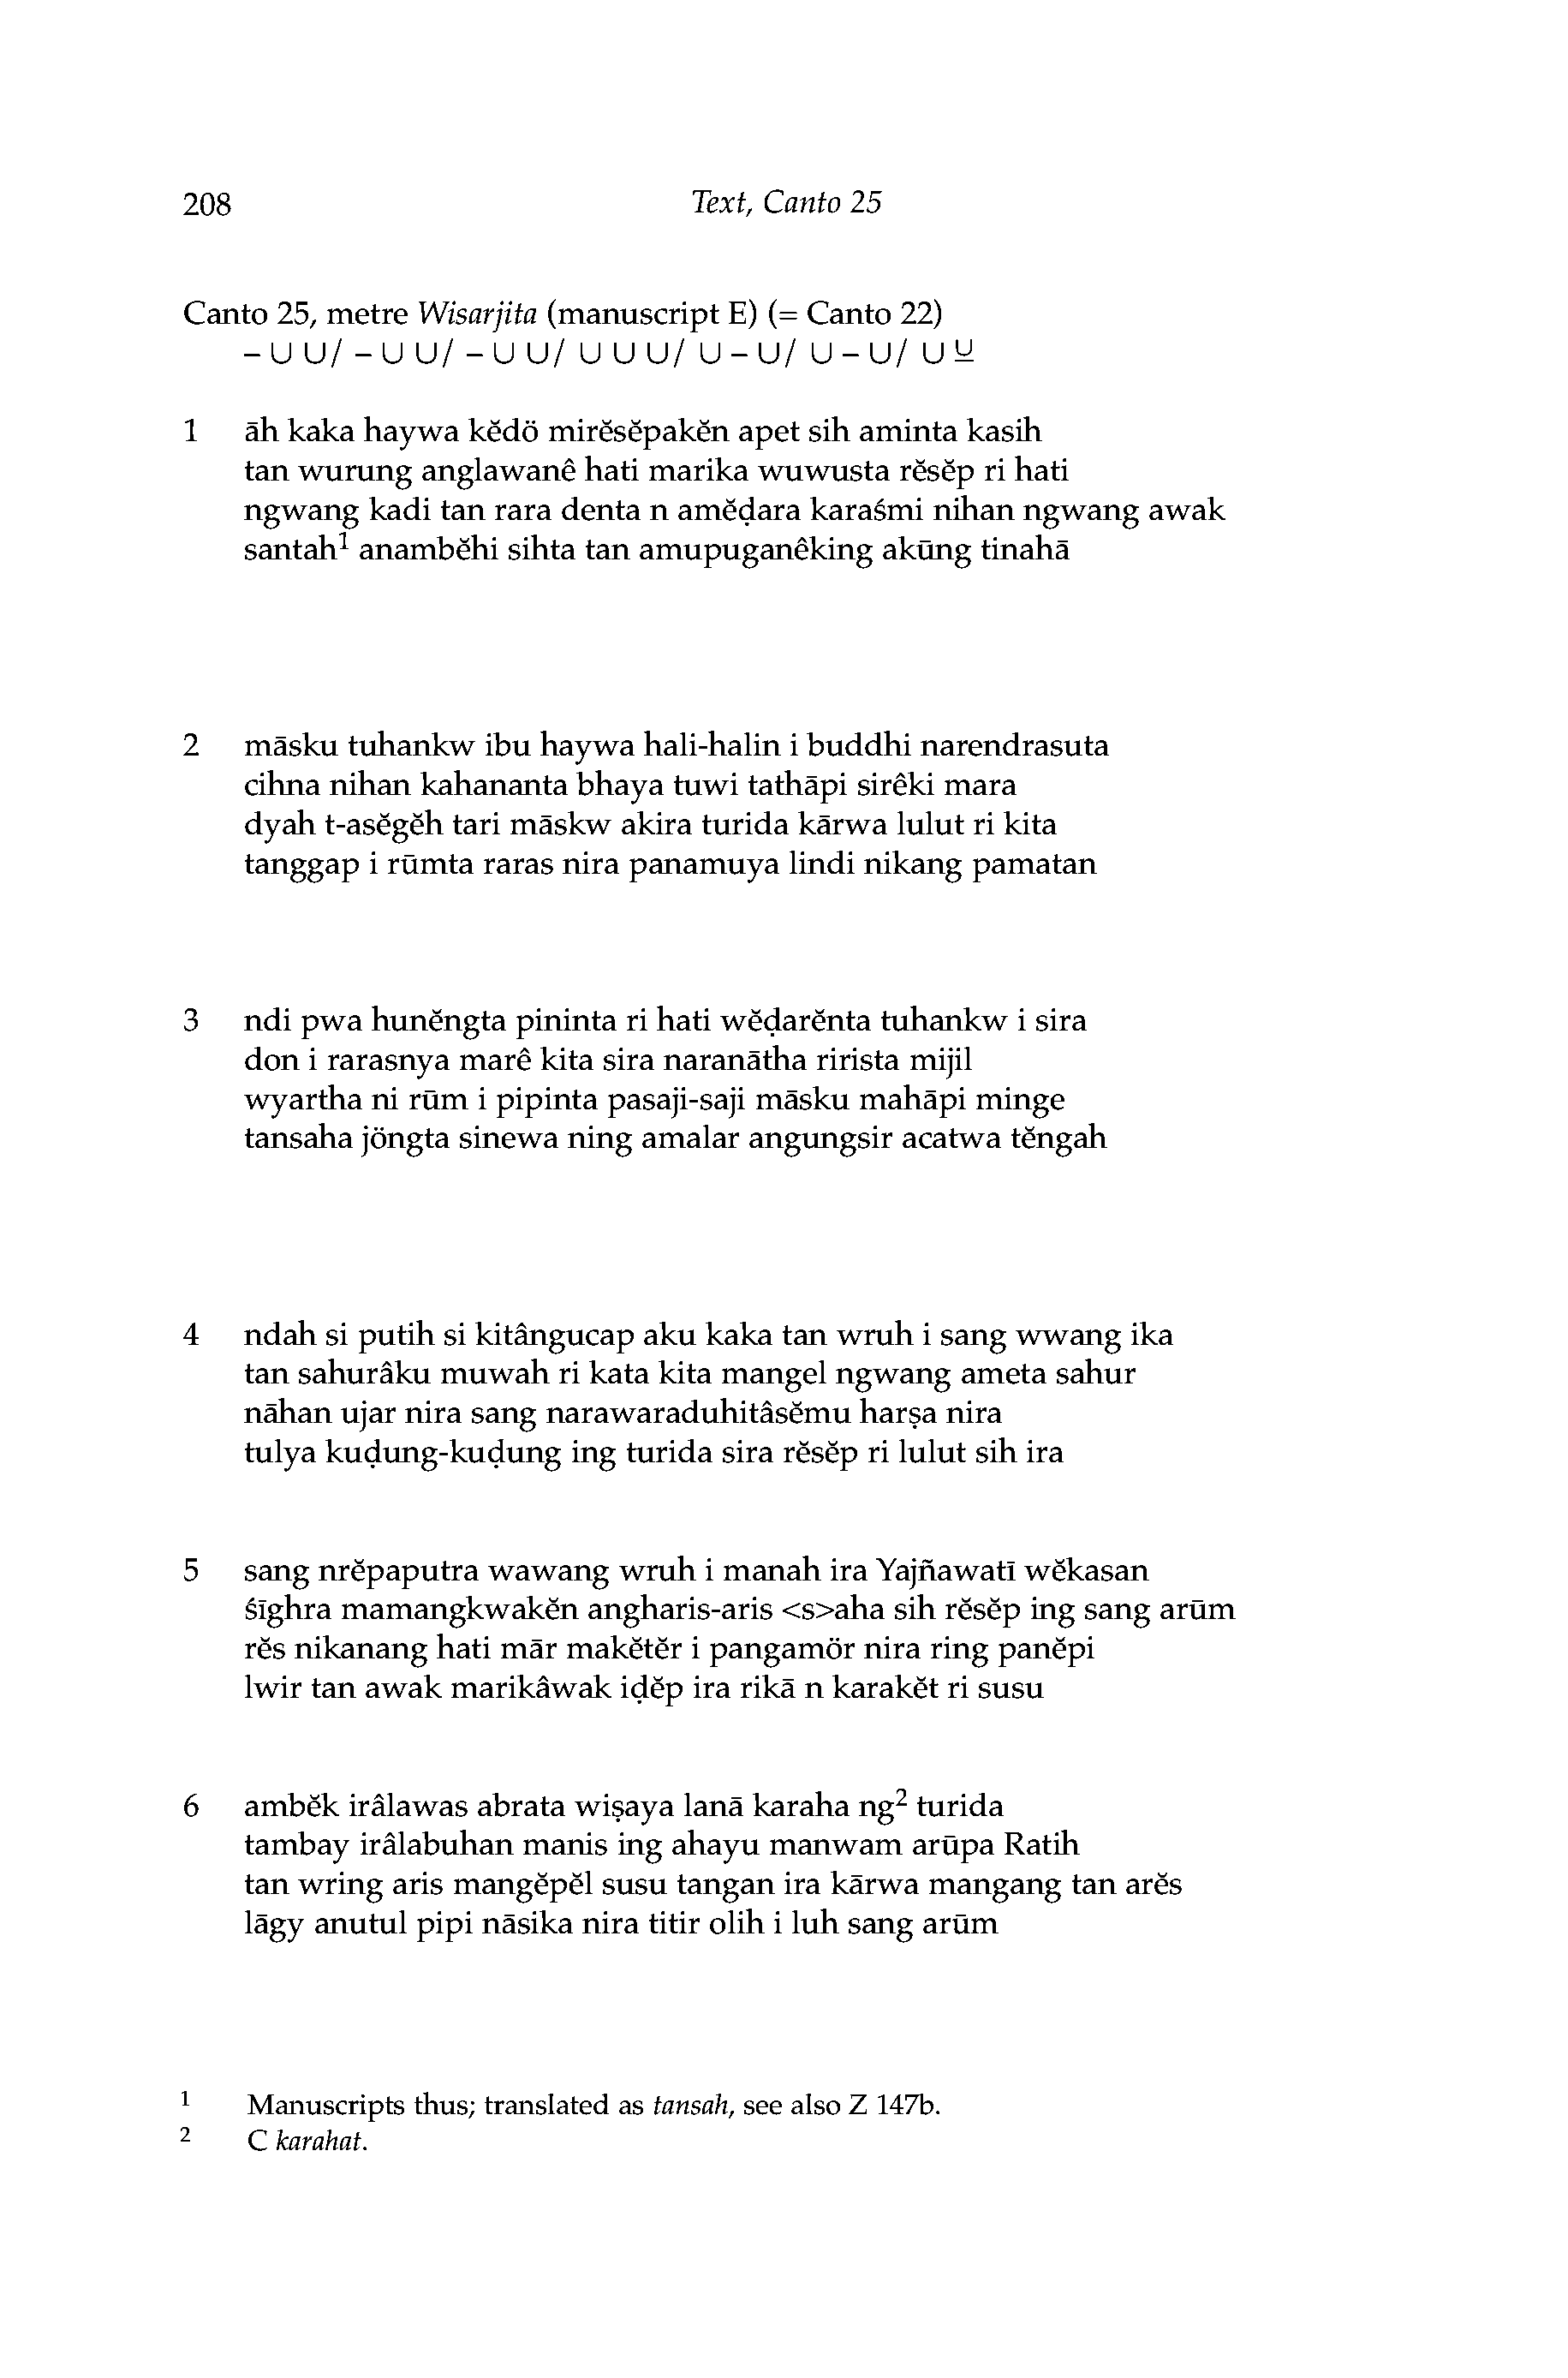 208 Text, Canto 25
Canto 25, metre Wisarjita (manuscript E) (= Canto 22)
– ∪ ∪/ – ∪ ∪/ – ∪ ∪/ ∪ ∪ ∪/ ∪ – ∪/ ∪ – ∪/ ∪ ⊻
1 āh kaka haywa kĕdö mirĕsĕpakĕn apet sih aminta kasih
tan wurung anglawanê hati marika wuwusta rĕsĕp ri hati
ngwang kadi tan rara denta n amĕḍara karaśmi nihan ngwang awak
santah¹ anambĕhi sihta tan amupuganêking akūng tinahā
2 māsku tuhankw ibu haywa hali-halin i buddhi narendrasuta
cihna nihan kahananta bhaya tuwi tathāpi sirêki mara
dyah t-asĕgĕh tari māskw akira turida kārwa lulut ri kita
tanggap i rūmta raras nira panamuya lindi nikang pamatan
3 ndi pwa hunĕngta pininta ri hati wĕḍarĕnta tuhankw i sira
don i rarasnya marê kita sira naranātha rirista mijil
wyartha ni rūm i pipinta pasaji-saji māsku mahāpi minge
tansaha jöngta sinewa ning amalar angungsir acatwa tĕngah
4 ndah si putih si kitângucap aku kaka tan wruh i sang wwang ika
tan sahurâku muwah ri kata kita mangel ngwang ameta sahur
nāhan ujar nira sang narawaraduhitâsĕmu harṣa nira
tulya kuḍung-kuḍung ing turida sira rĕsĕp ri lulut sih ira
5 sang nrĕpaputra wawang wruh i manah ira Yajñawatī wĕkasan
śīghra mamangkwakĕn angharis-aris <s>aha sih rĕsĕp ing sang arūm
rĕs nikanang hati mār makĕtĕr i pangamör nira ring panĕpi
lwir tan awak marikâwak iḍĕp ira rikā n karakĕt ri susu
6 ambĕk irâlawas abrata wiṣaya lanā karaha ng² turida
tambay irâlabuhan manis ing ahayu manwam arūpa Ratih
tan wring aris mangĕpĕl susu tangan ira kārwa mangang tan arĕs
lāgy anutul pipi nāsika nira titir olih i luh sang arūm
1 Manuscripts thus; translated as tansah, see also Z 147b.
2 C karahat.